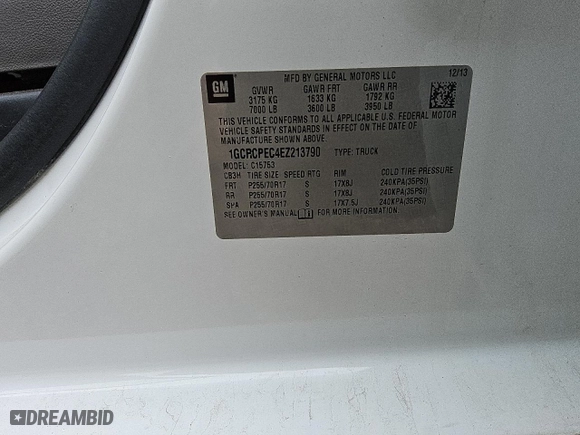 GM
MFD BY GENERAL MOTORS LLC
12/13
GVWR GAWR FRT GAWR RR
3175 KG 1633 KG 1792 KG
7000 LB 3600 LB 3950 LB
THIS VEHICLE CONFORMS TO ALL APPLICABLE U.S. FEDERAL MOTOR
VEHICLE SAFETY STANDARDS IN EFFECT ON THE DATE OF
MANUFACTURE SHOWN ABOVE.
1GCRCPEC4EZ213790 TYPE: TRUCK
MODEL: C15753
CB3H TIRE SIZE SPEED RTG RIM COLD TIRE PRESSURE
FRT P255/70R17 S 17X8J 240KPA(35PSI)
RR P255/70R17 S 17X8J 240KPA(35PSI)
SPA P255/70R17 S 17X7.5J 240KPA(35PSI)
SEE OWNER'S MANUAL FOR MORE INFORMATION
DREAMBID